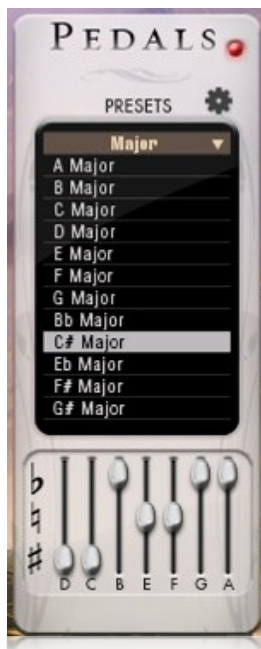 PEDALS
PRESETS
Major
A Major
B Major
C Major
D Major
E Major
F Major
G Major
Bb Major
C# Major
Eb Major
F# Major
G# Major
♭
♮
♯
D C B E F G A